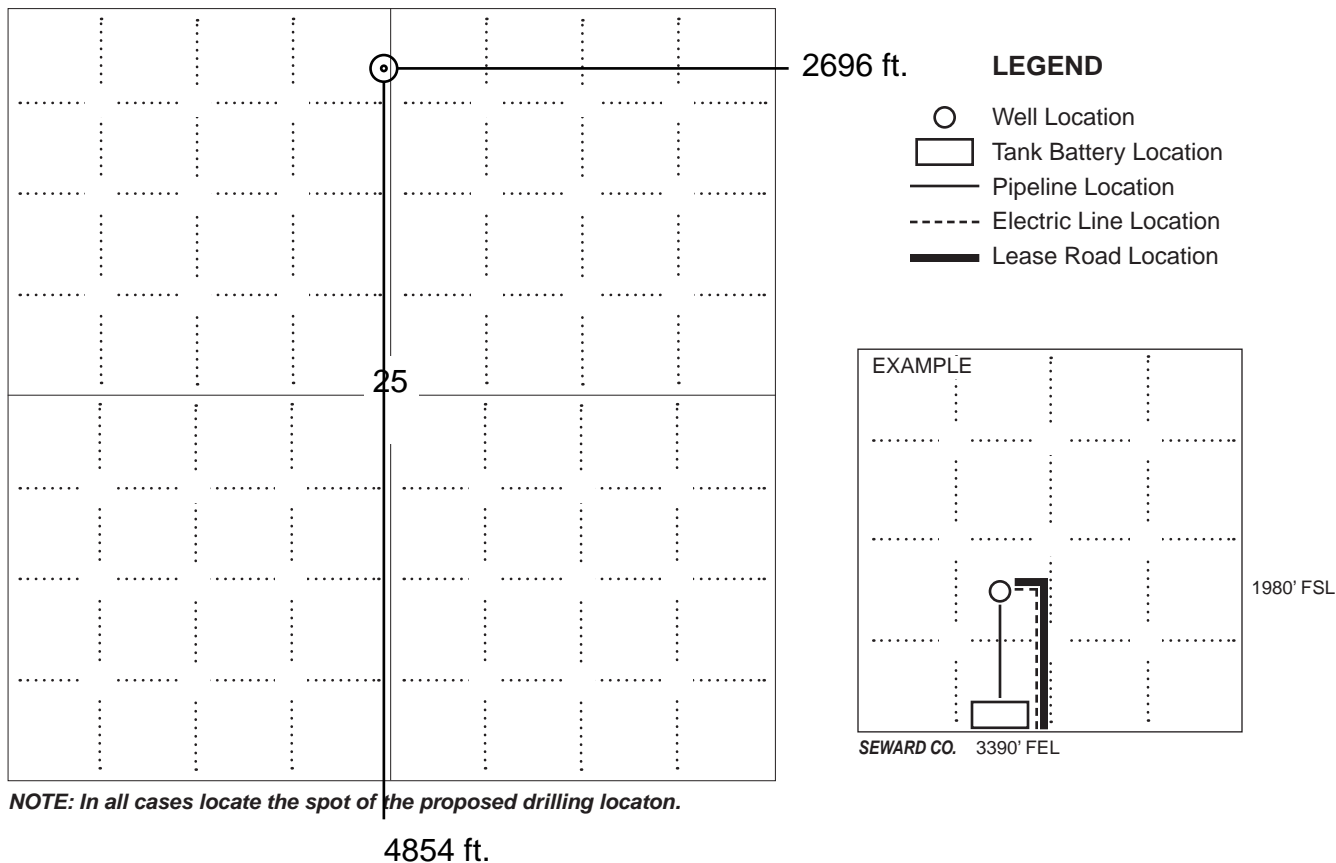 2696 ft.
LEGEND
Well Location
Tank Battery Location
Pipeline Location
Electric Line Location
Lease Road Location
25
EXAMPLE
1980' FSL
SEWARD CO. 3390' FEL
NOTE: In all cases locate the spot of the proposed drilling locaton.
4854 ft.